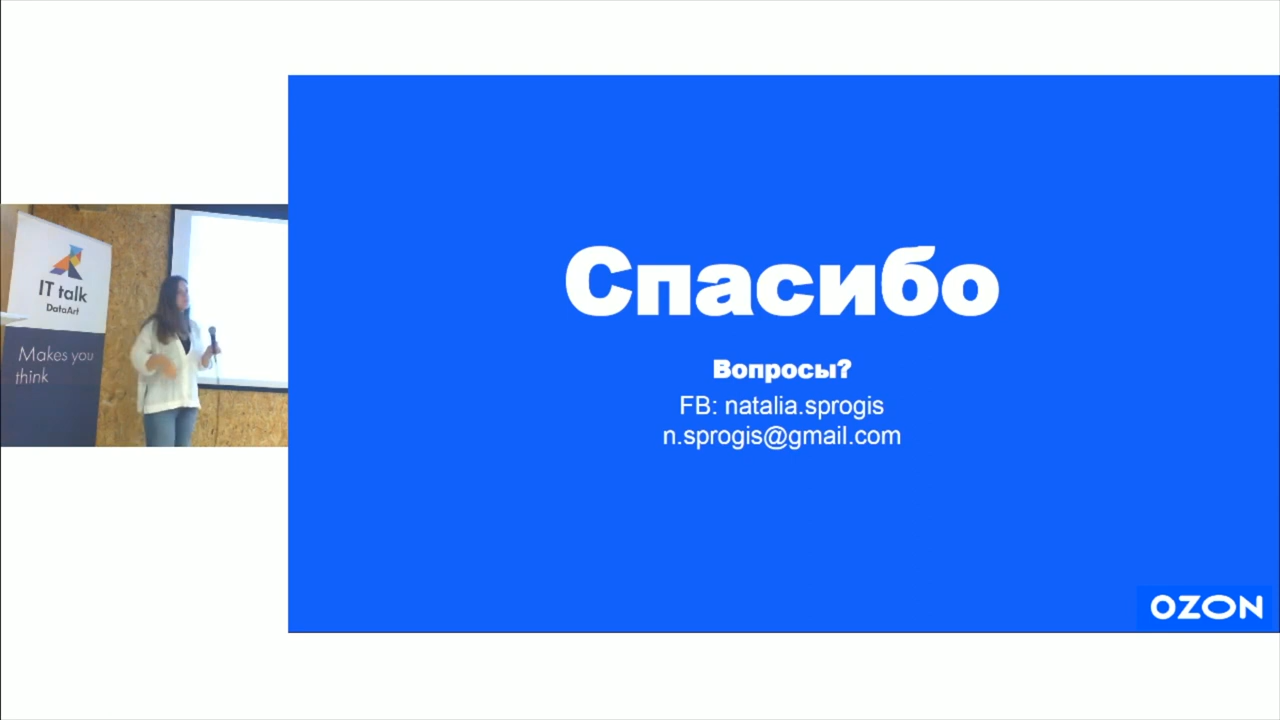 IT talk
DataArt
Makes you
think
Спасибо
Вопросы?
FB: natalia.sprogis
n.sprogis@gmail.com
OZON